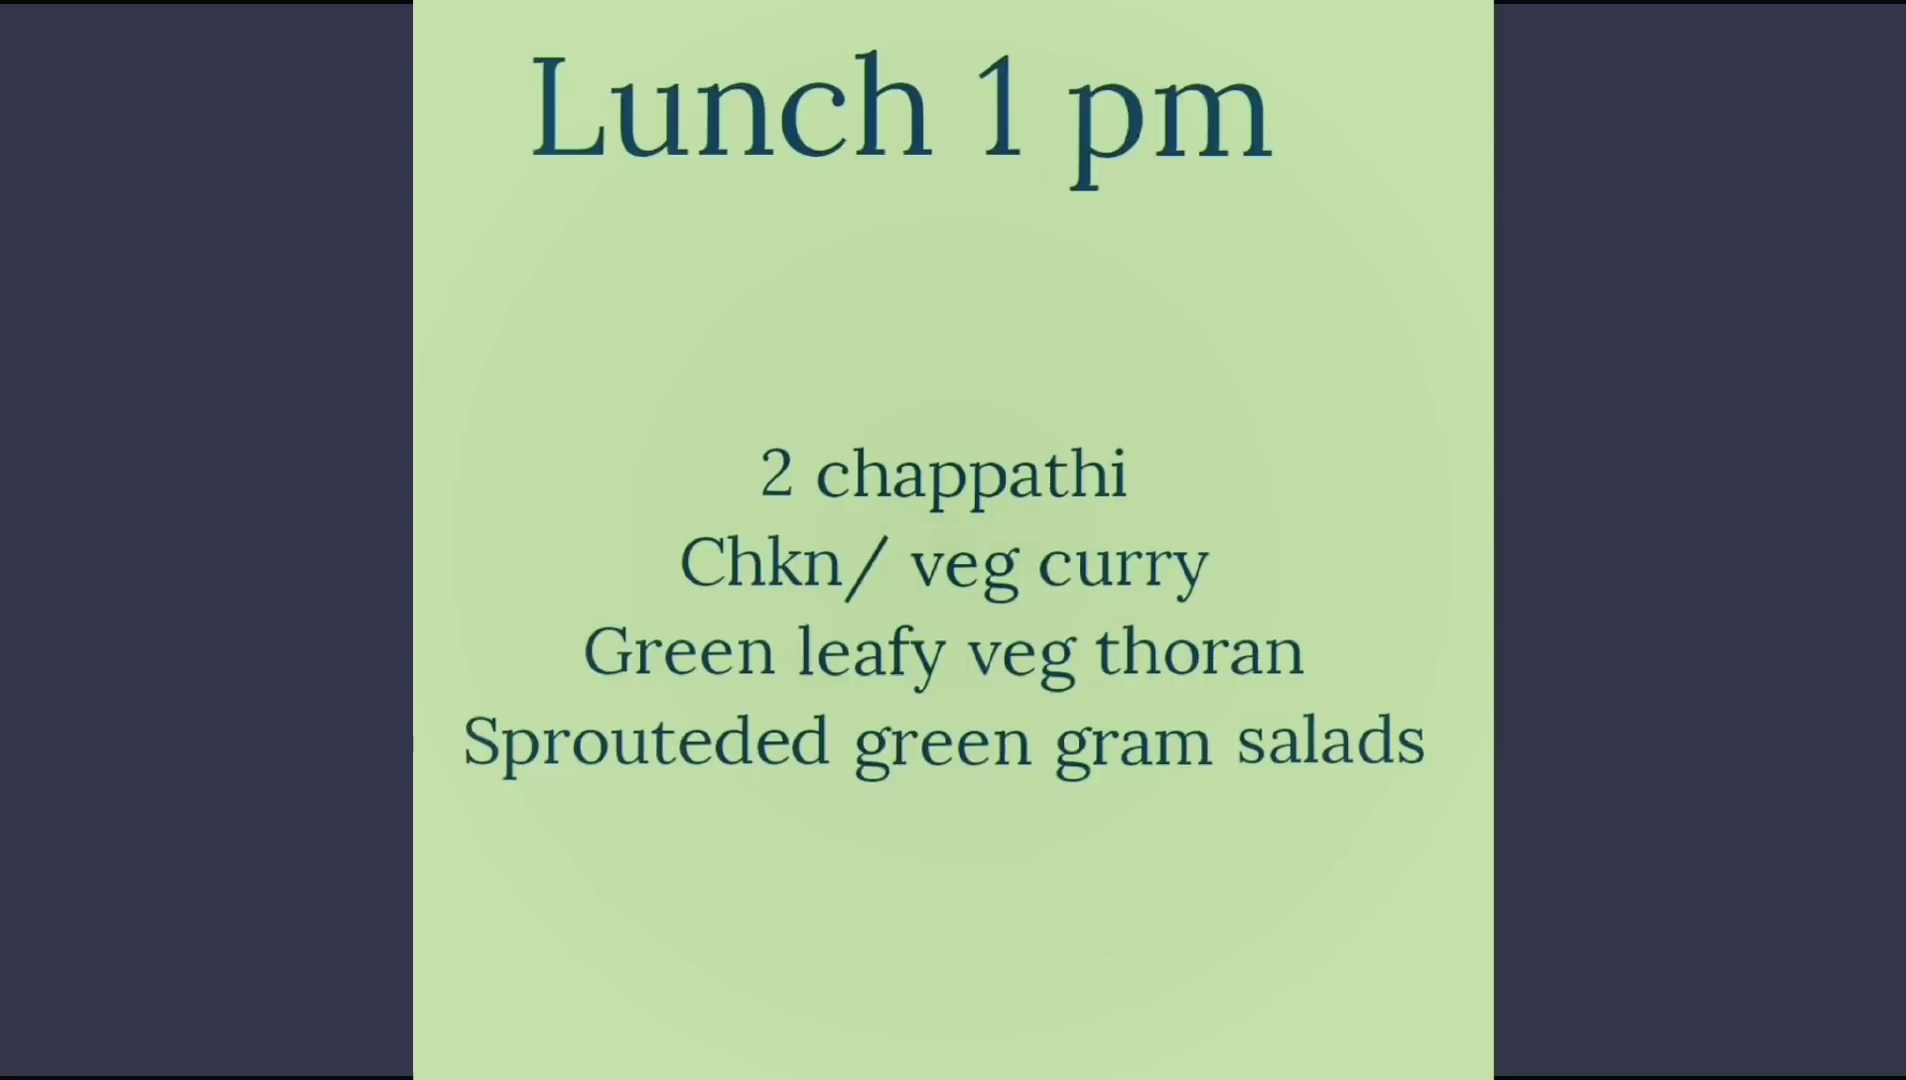 Lunch 1 pm
2 chappathi
Chkn/ veg curry
Green leafy veg thoran
Sprouteded green gram salads